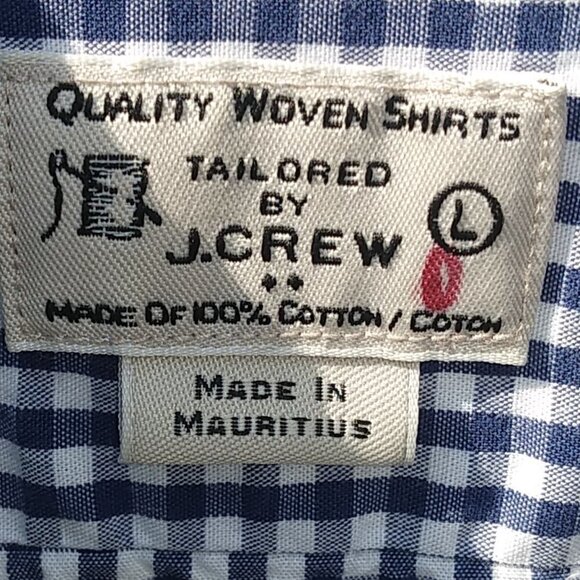 QUALITY WOVEN SHIRTS
TAILORED
BY
L
J.CREW
MADE OF 100% COTTON / COTON
MADE IN
MAURITIUS